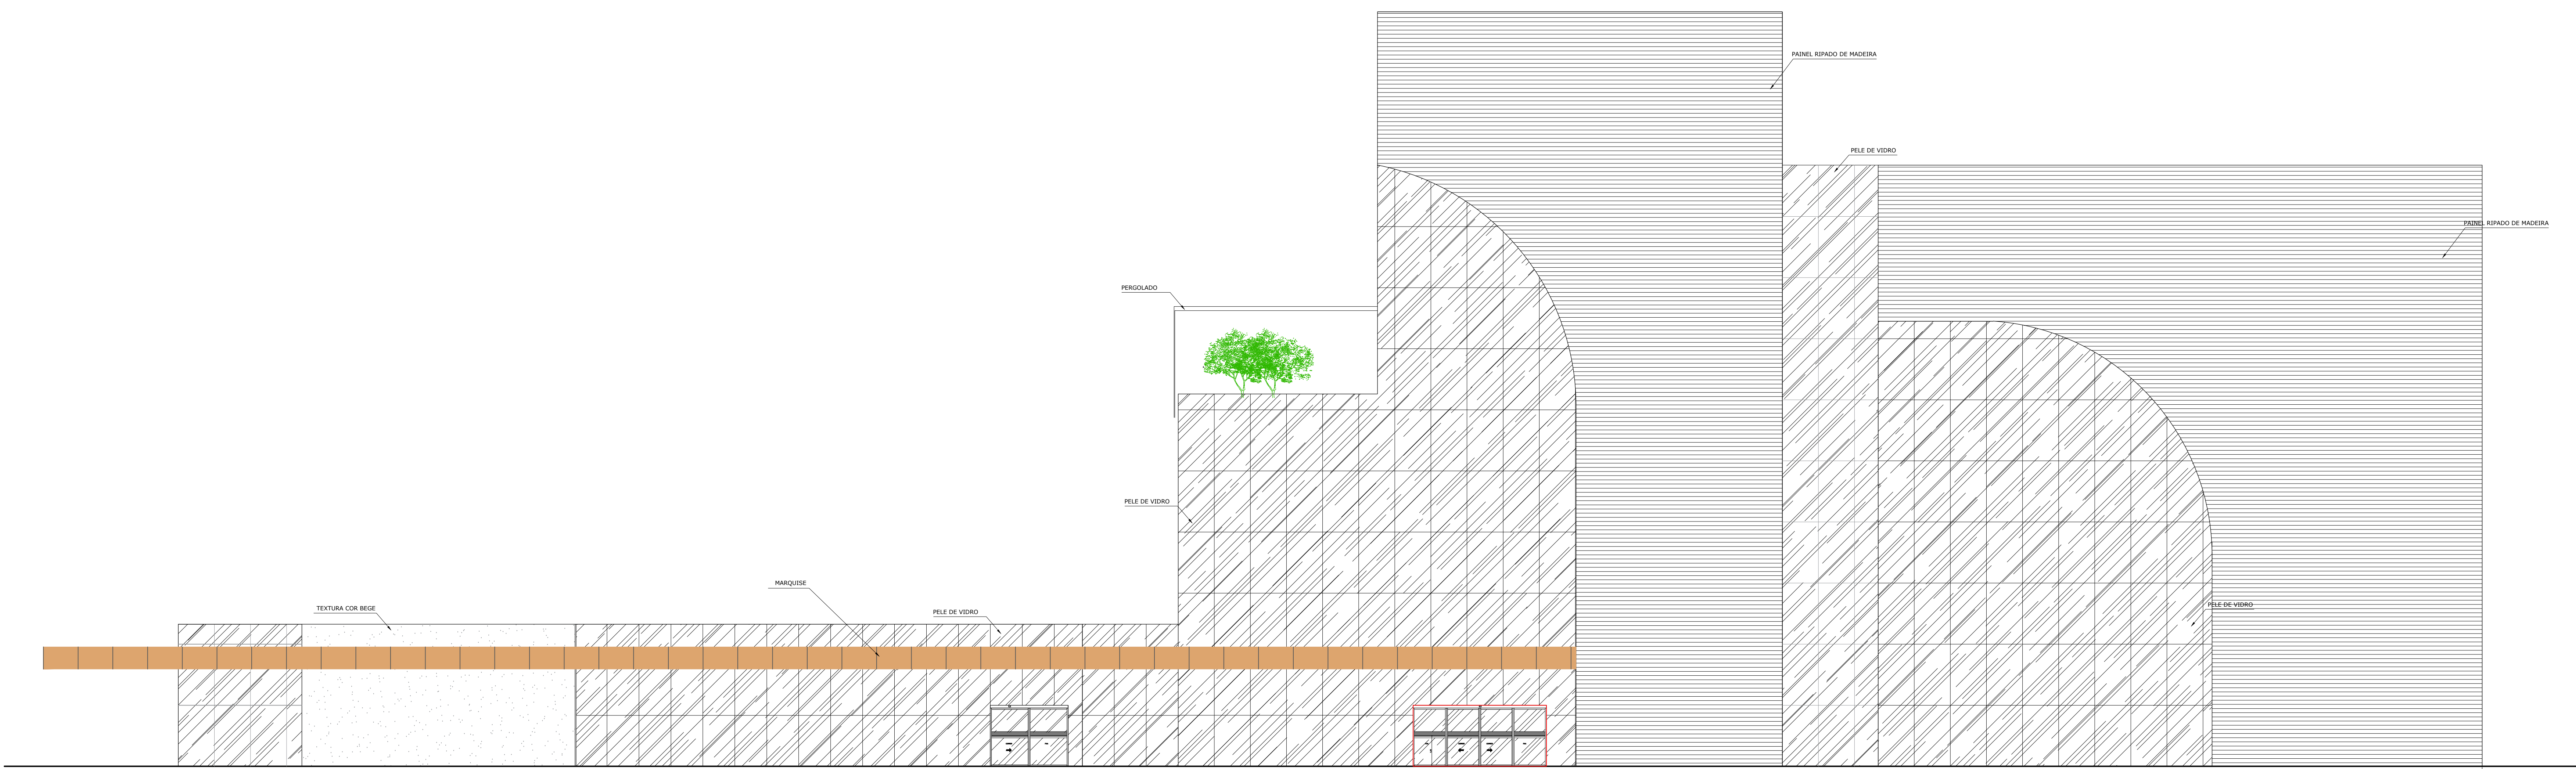 PAINEL RIPADO DE MADEIRA
PELE DE VIDRO
PAINEL RIPADO DE MADEIRA
PERGOLADO
PELE DE VIDRO
MARQUISE
TEXTURA COR BEGE
PELE DE VIDRO
PELE DE VIDRO